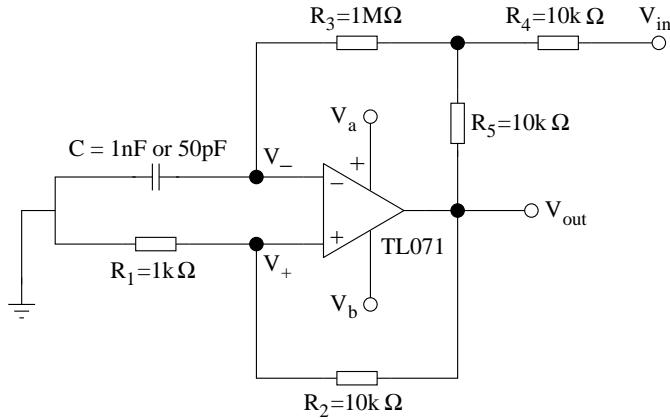 R3=1MΩ
R4=10k Ω
Vin
Va
R5=10k Ω
C = 1nF or 50pF
V−
+
−
Vout
+
TL071
R1=1k Ω
V+
Vb
R2=10k Ω